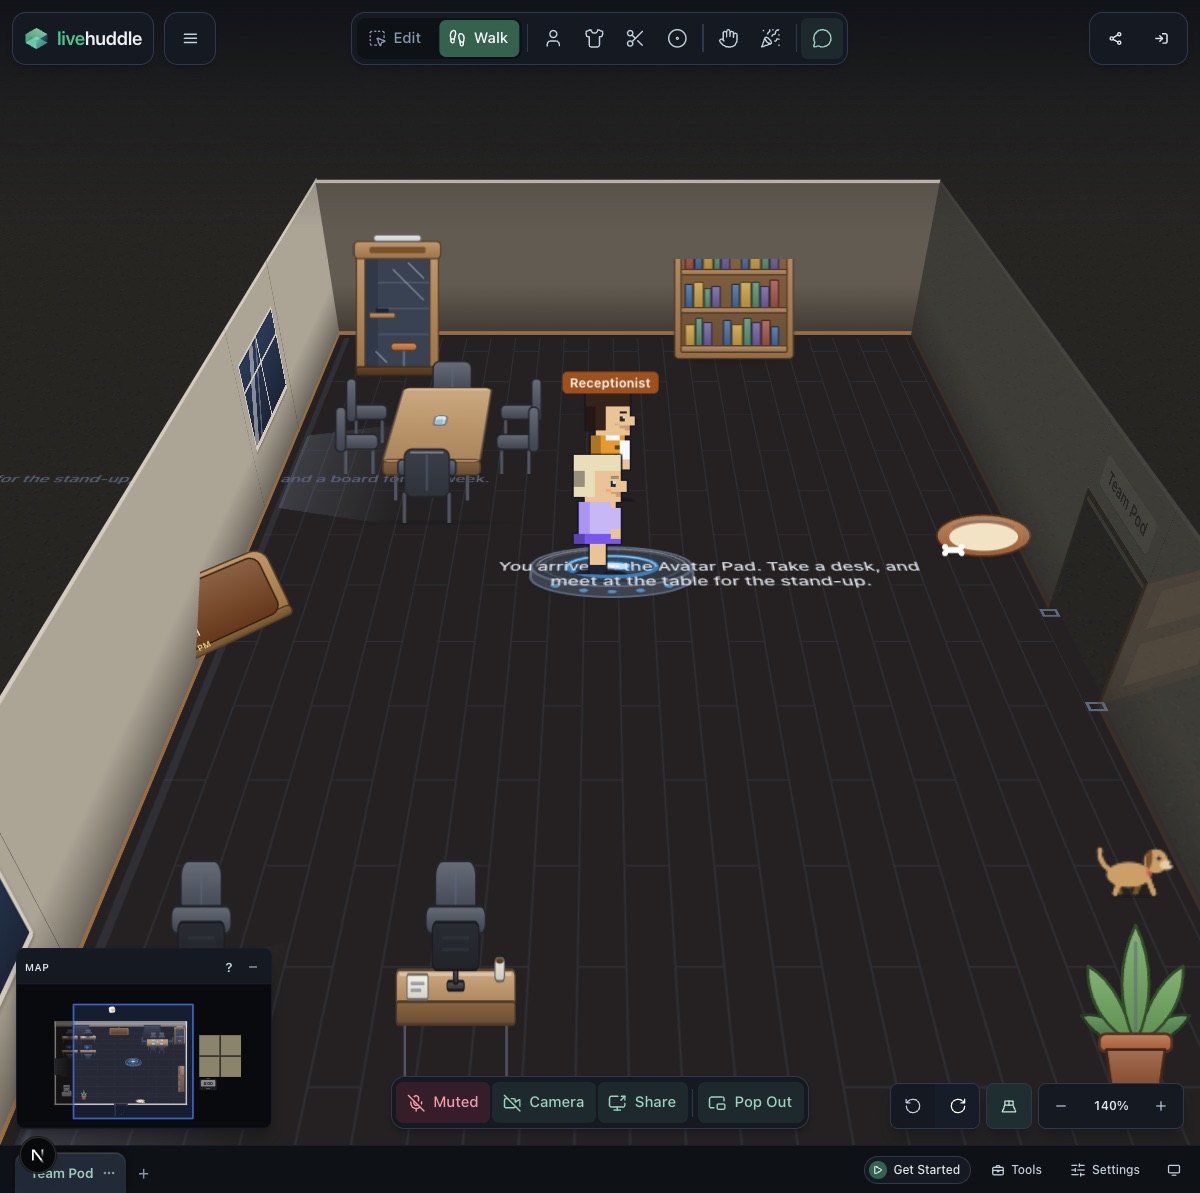 livehuddle
Edit
Walk
Receptionist
for the stand-up
and a board for
week.
Team Pod
You arrive
the Avatar Pad. Take a desk, and
meet at the table for the stand-up.
PM
MAP
?
Muted
Camera
Share
Pop Out
140%
N
Team Pod
Get Started
Tools
Settings